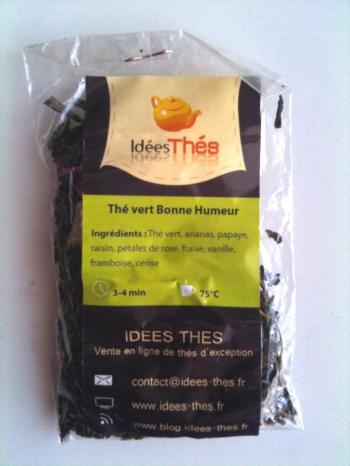 Idées Thés
Thé vert Bonne Humeur
Ingrédients : Thé vert, ananas, papaye,
raisin, pétales de rose, fraise, vanille,
framboise, cerise
3-4 min 75°C
IDEES THES
Vente en ligne de thés d'exception
contact@idees-thes.fr
www.idees-thes.fr
www.blog.idees-thes.fr